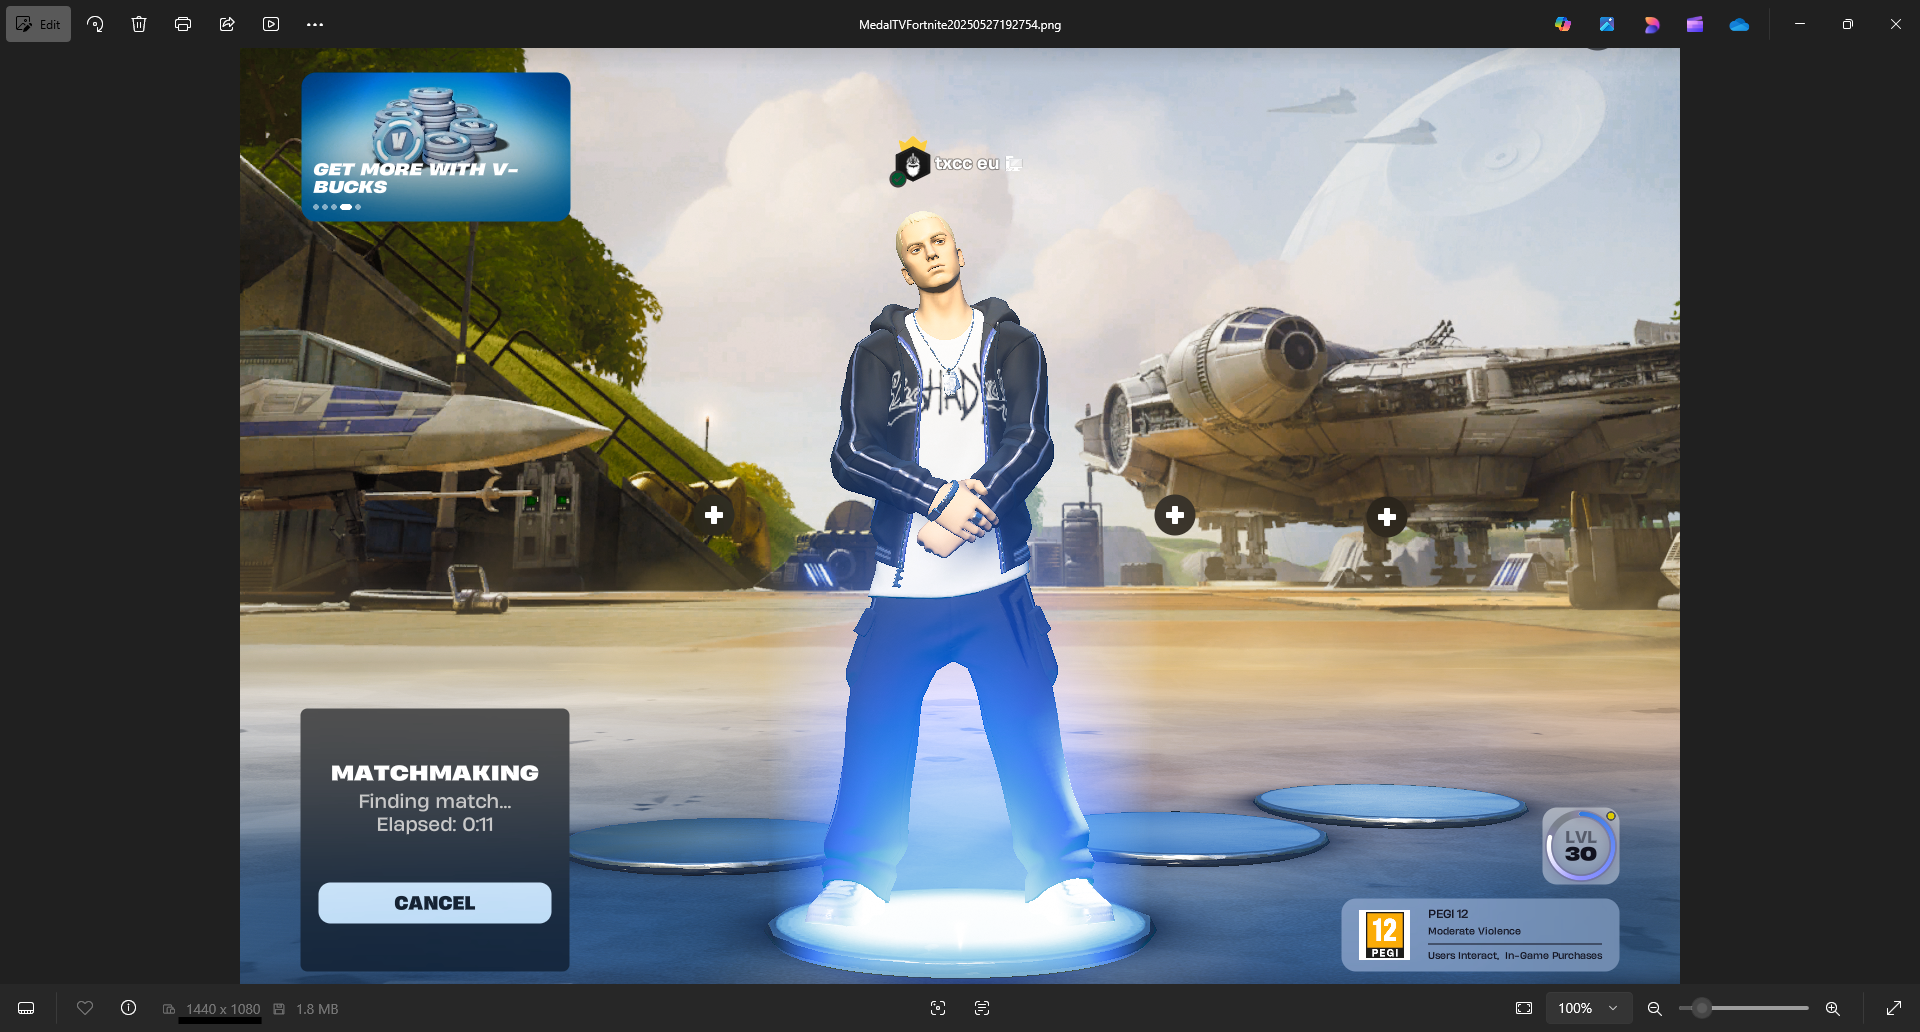 Edit
MedalTVFortnite20250527192754.png
GET MORE WITH V-
BUCKS
txcc eu
SHADY
MATCHMAKING
Finding match...
Elapsed: 0:11
CANCEL
LVL
30
12
PEGI
PEGI 12
Moderate Violence
Users Interact, In-Game Purchases
1440 x 1080
1.8 MB
100%